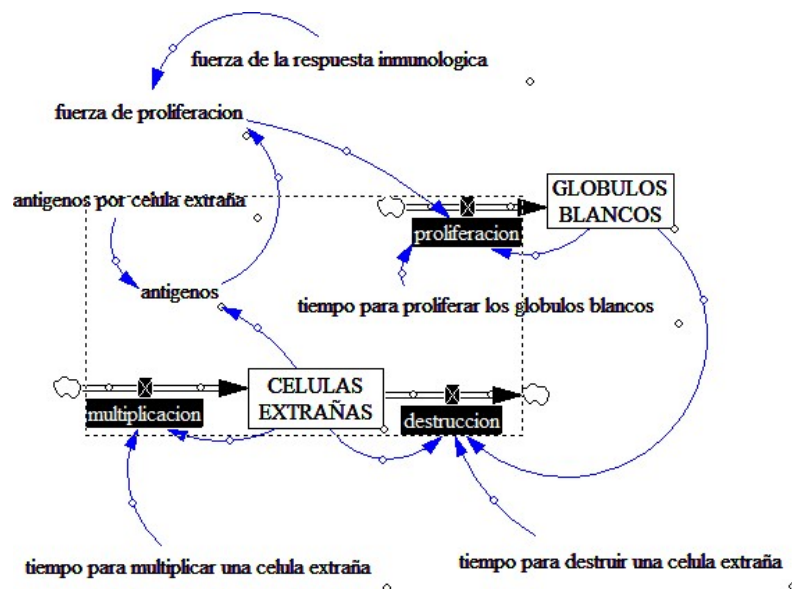 fuerza de la respuesta inmunologica
fuerza de proliferacion
antigenos por celula extraña
GLOBULOS
BLANCOS
proliferacion
antigenos
tiempo para proliferar los globulos blancos
CELULAS
EXTRAÑAS
multiplicacion
destruccion
tiempo para multiplicar una celula extraña
tiempo para destruir una celula extraña